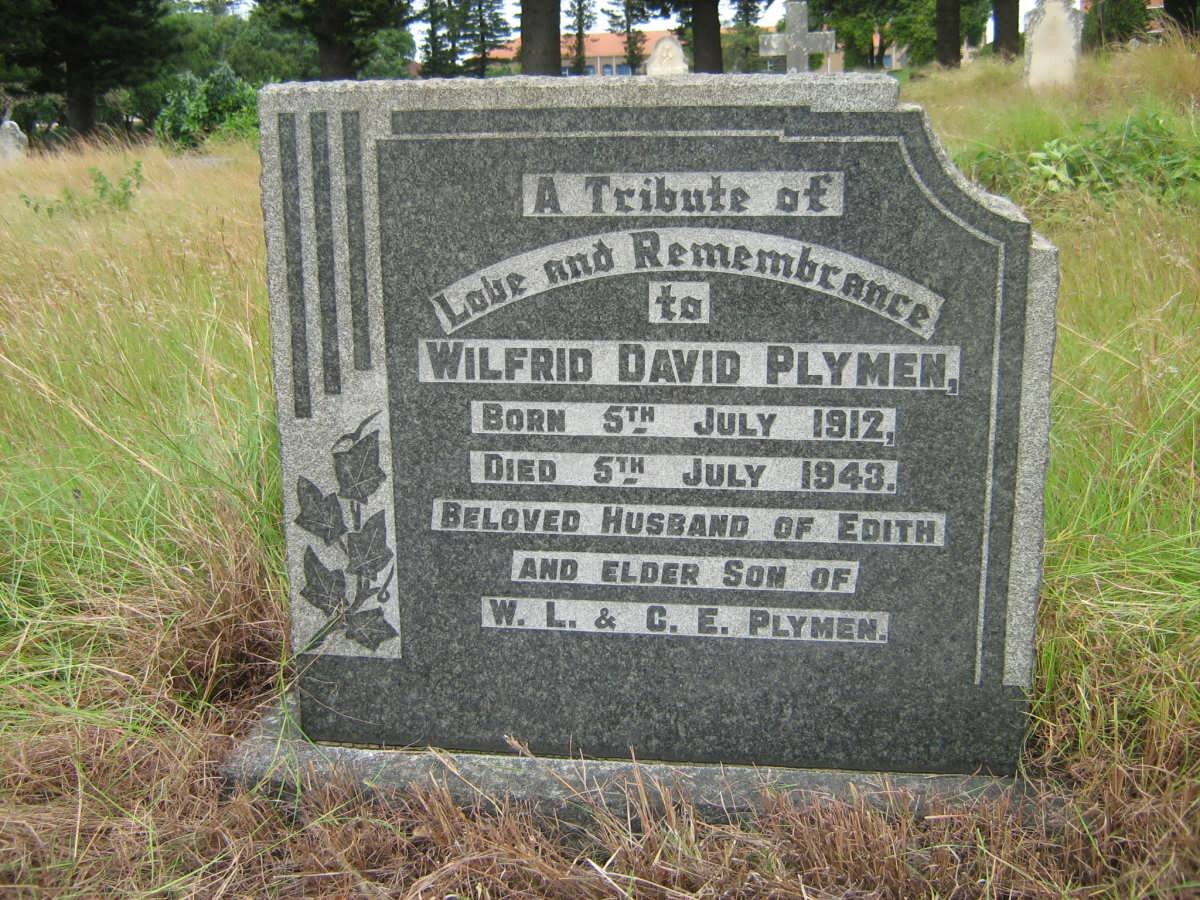 A Tribute of
Love and Remembrance
to
WILFRID DAVID PLYMEN,
BORN 5TH JULY 1912,
DIED 5TH JULY 1943.
BELOVED HUSBAND OF EDITH
AND ELDER SON OF
W. L. & C. E. PLYMEN.